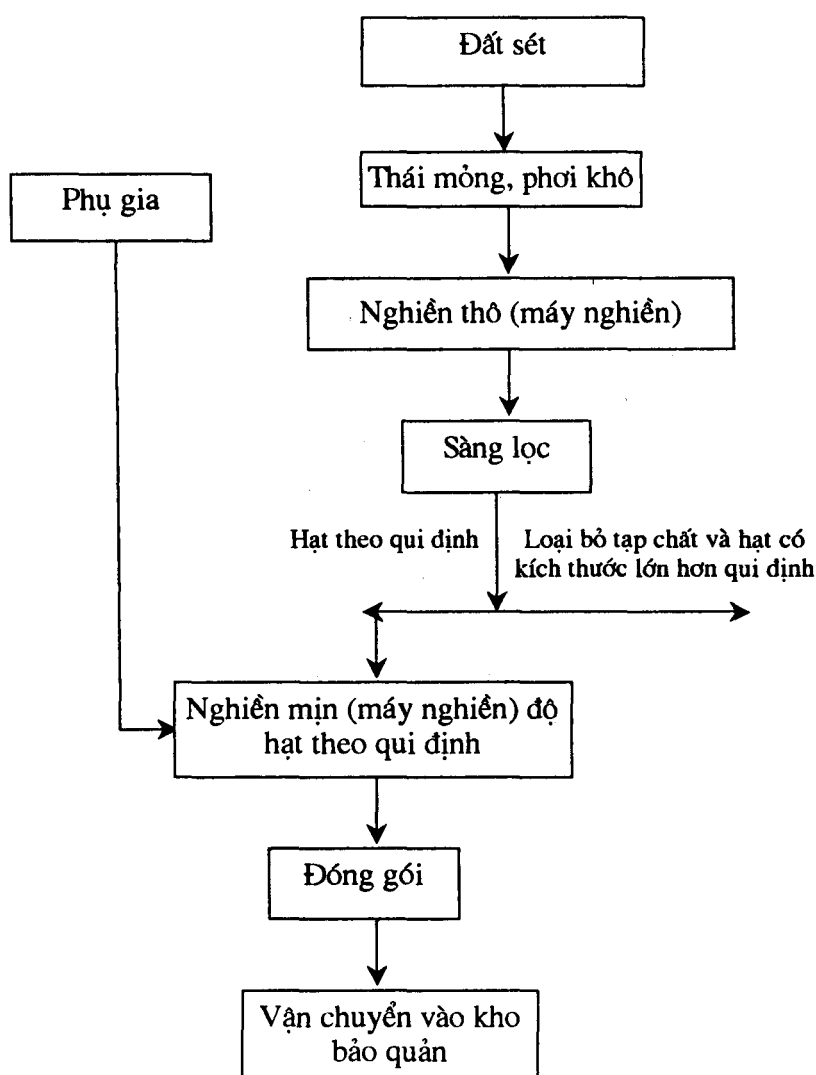 Đất sét
Thái mỏng, phơi khô
Phụ gia
Nghiền thô (máy nghiền)
Sàng lọc
Hạt theo qui định
Loại bỏ tạp chất và hạt có
kích thước lớn hơn qui định
Nghiền mịn (máy nghiền) độ
hạt theo qui định
Đóng gói
Vận chuyển vào kho
bảo quản